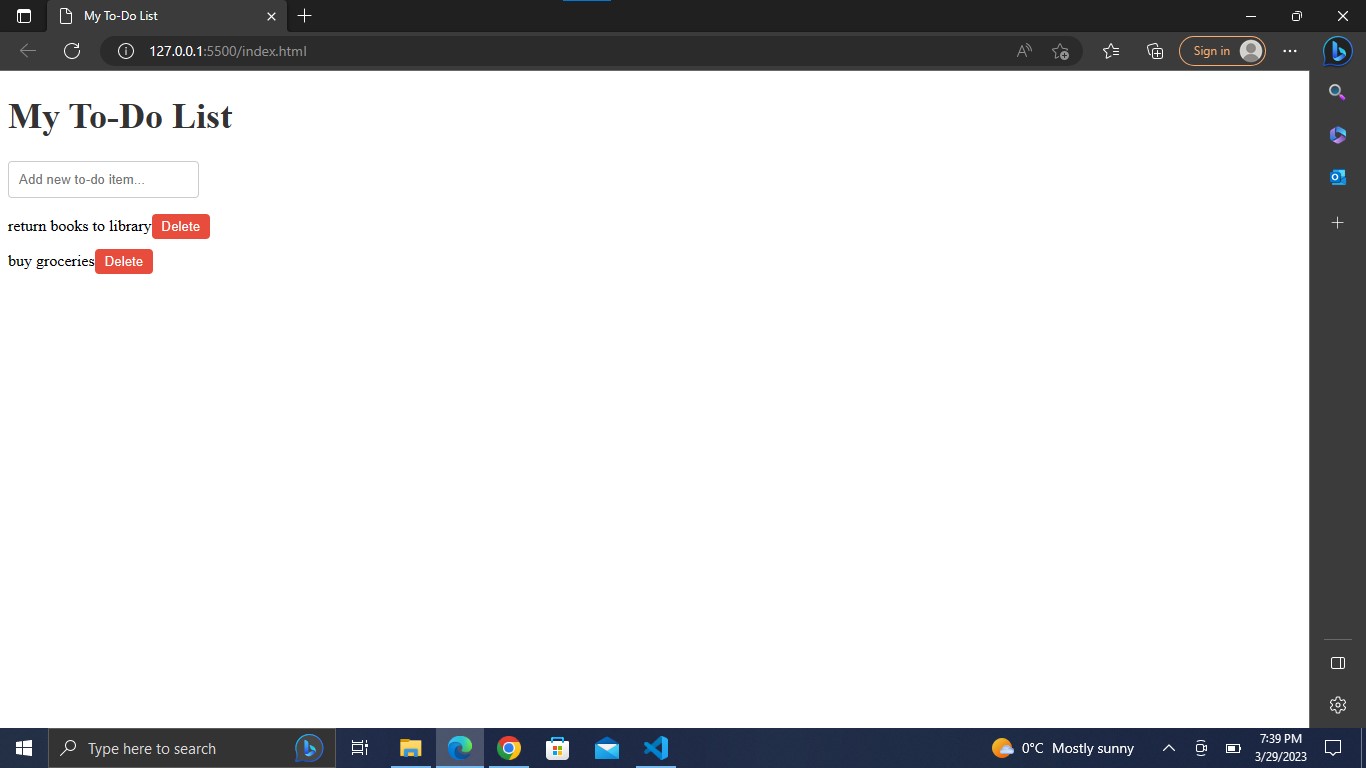 My To-Do List
127.0.0.1:5500/index.html
Sign in
My To-Do List
Add new to-do item...
return books to library Delete
buy groceries Delete
Type here to search
0°C Mostly sunny
7:39 PM
3/29/2023